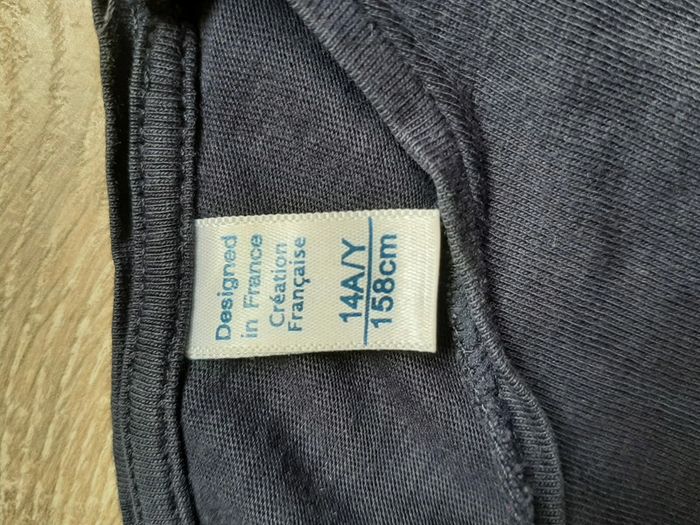 Designed
in France
Création
Française
14A/Y
158cm